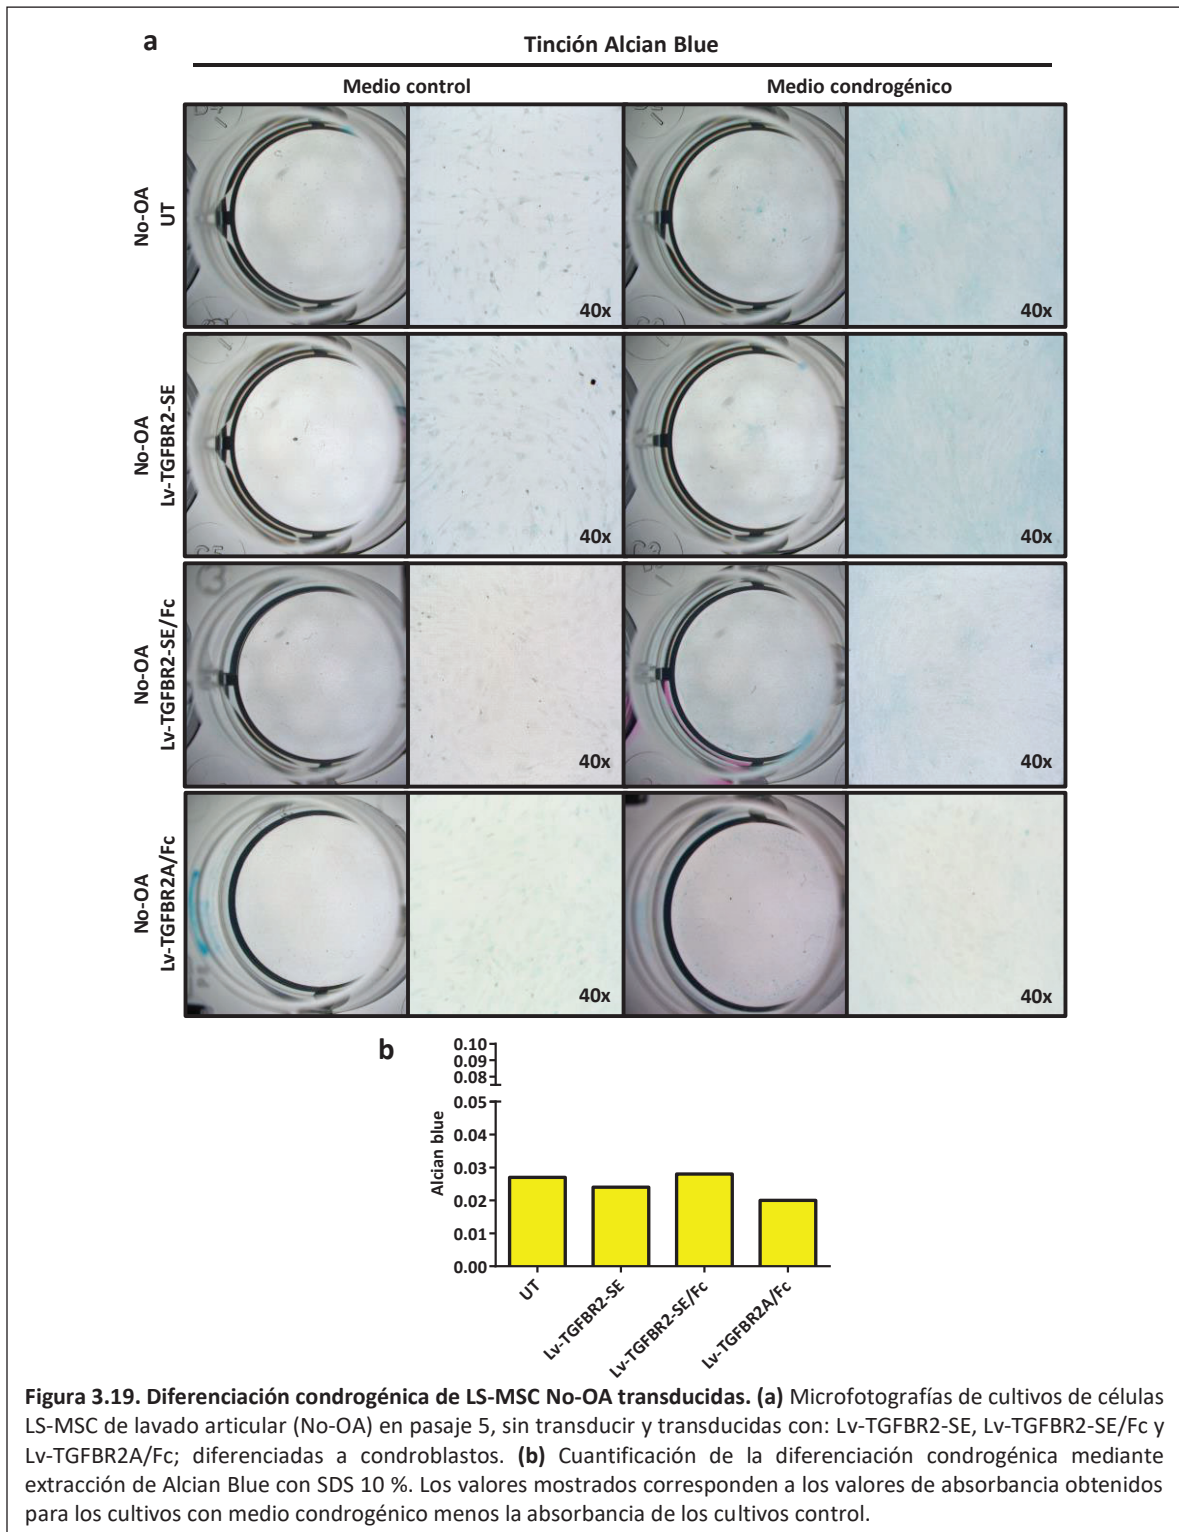 a
Tinción Alcian Blue
Medio control
Medio condrogénico
No-OA
UT
40x
40x
No-OA
Lv-TGFBR2-SE
40x
40x
No-OA
Lv-TGFBR2-SE/Fc
40x
40x
No-OA
Lv-TGFBR2A/Fc
40x
40x
b
0.10
0.09
0.08
0.05
0.04
0.03
0.02
0.01
0.00
Alcian blue
UT
Lv-TGFBR2-SE
Lv-TGFBR2-SE/Fc
Lv-TGFBR2A/Fc
Figura 3.19. Diferenciación condrogénica de LS-MSC No-OA transducidas. (a) Microfotografías de cultivos de células
LS-MSC de lavado articular (No-OA) en pasaje 5, sin transducir y transducidas con: Lv-TGFBR2-SE, Lv-TGFBR2-SE/Fc y
Lv-TGFBR2A/Fc; diferenciadas a condroblastos. (b) Cuantificación de la diferenciación condrogénica mediante
extracción de Alcian Blue con SDS 10 %. Los valores mostrados corresponden a los valores de absorbancia obtenidos
para los cultivos con medio condrogénico menos la absorbancia de los cultivos control.